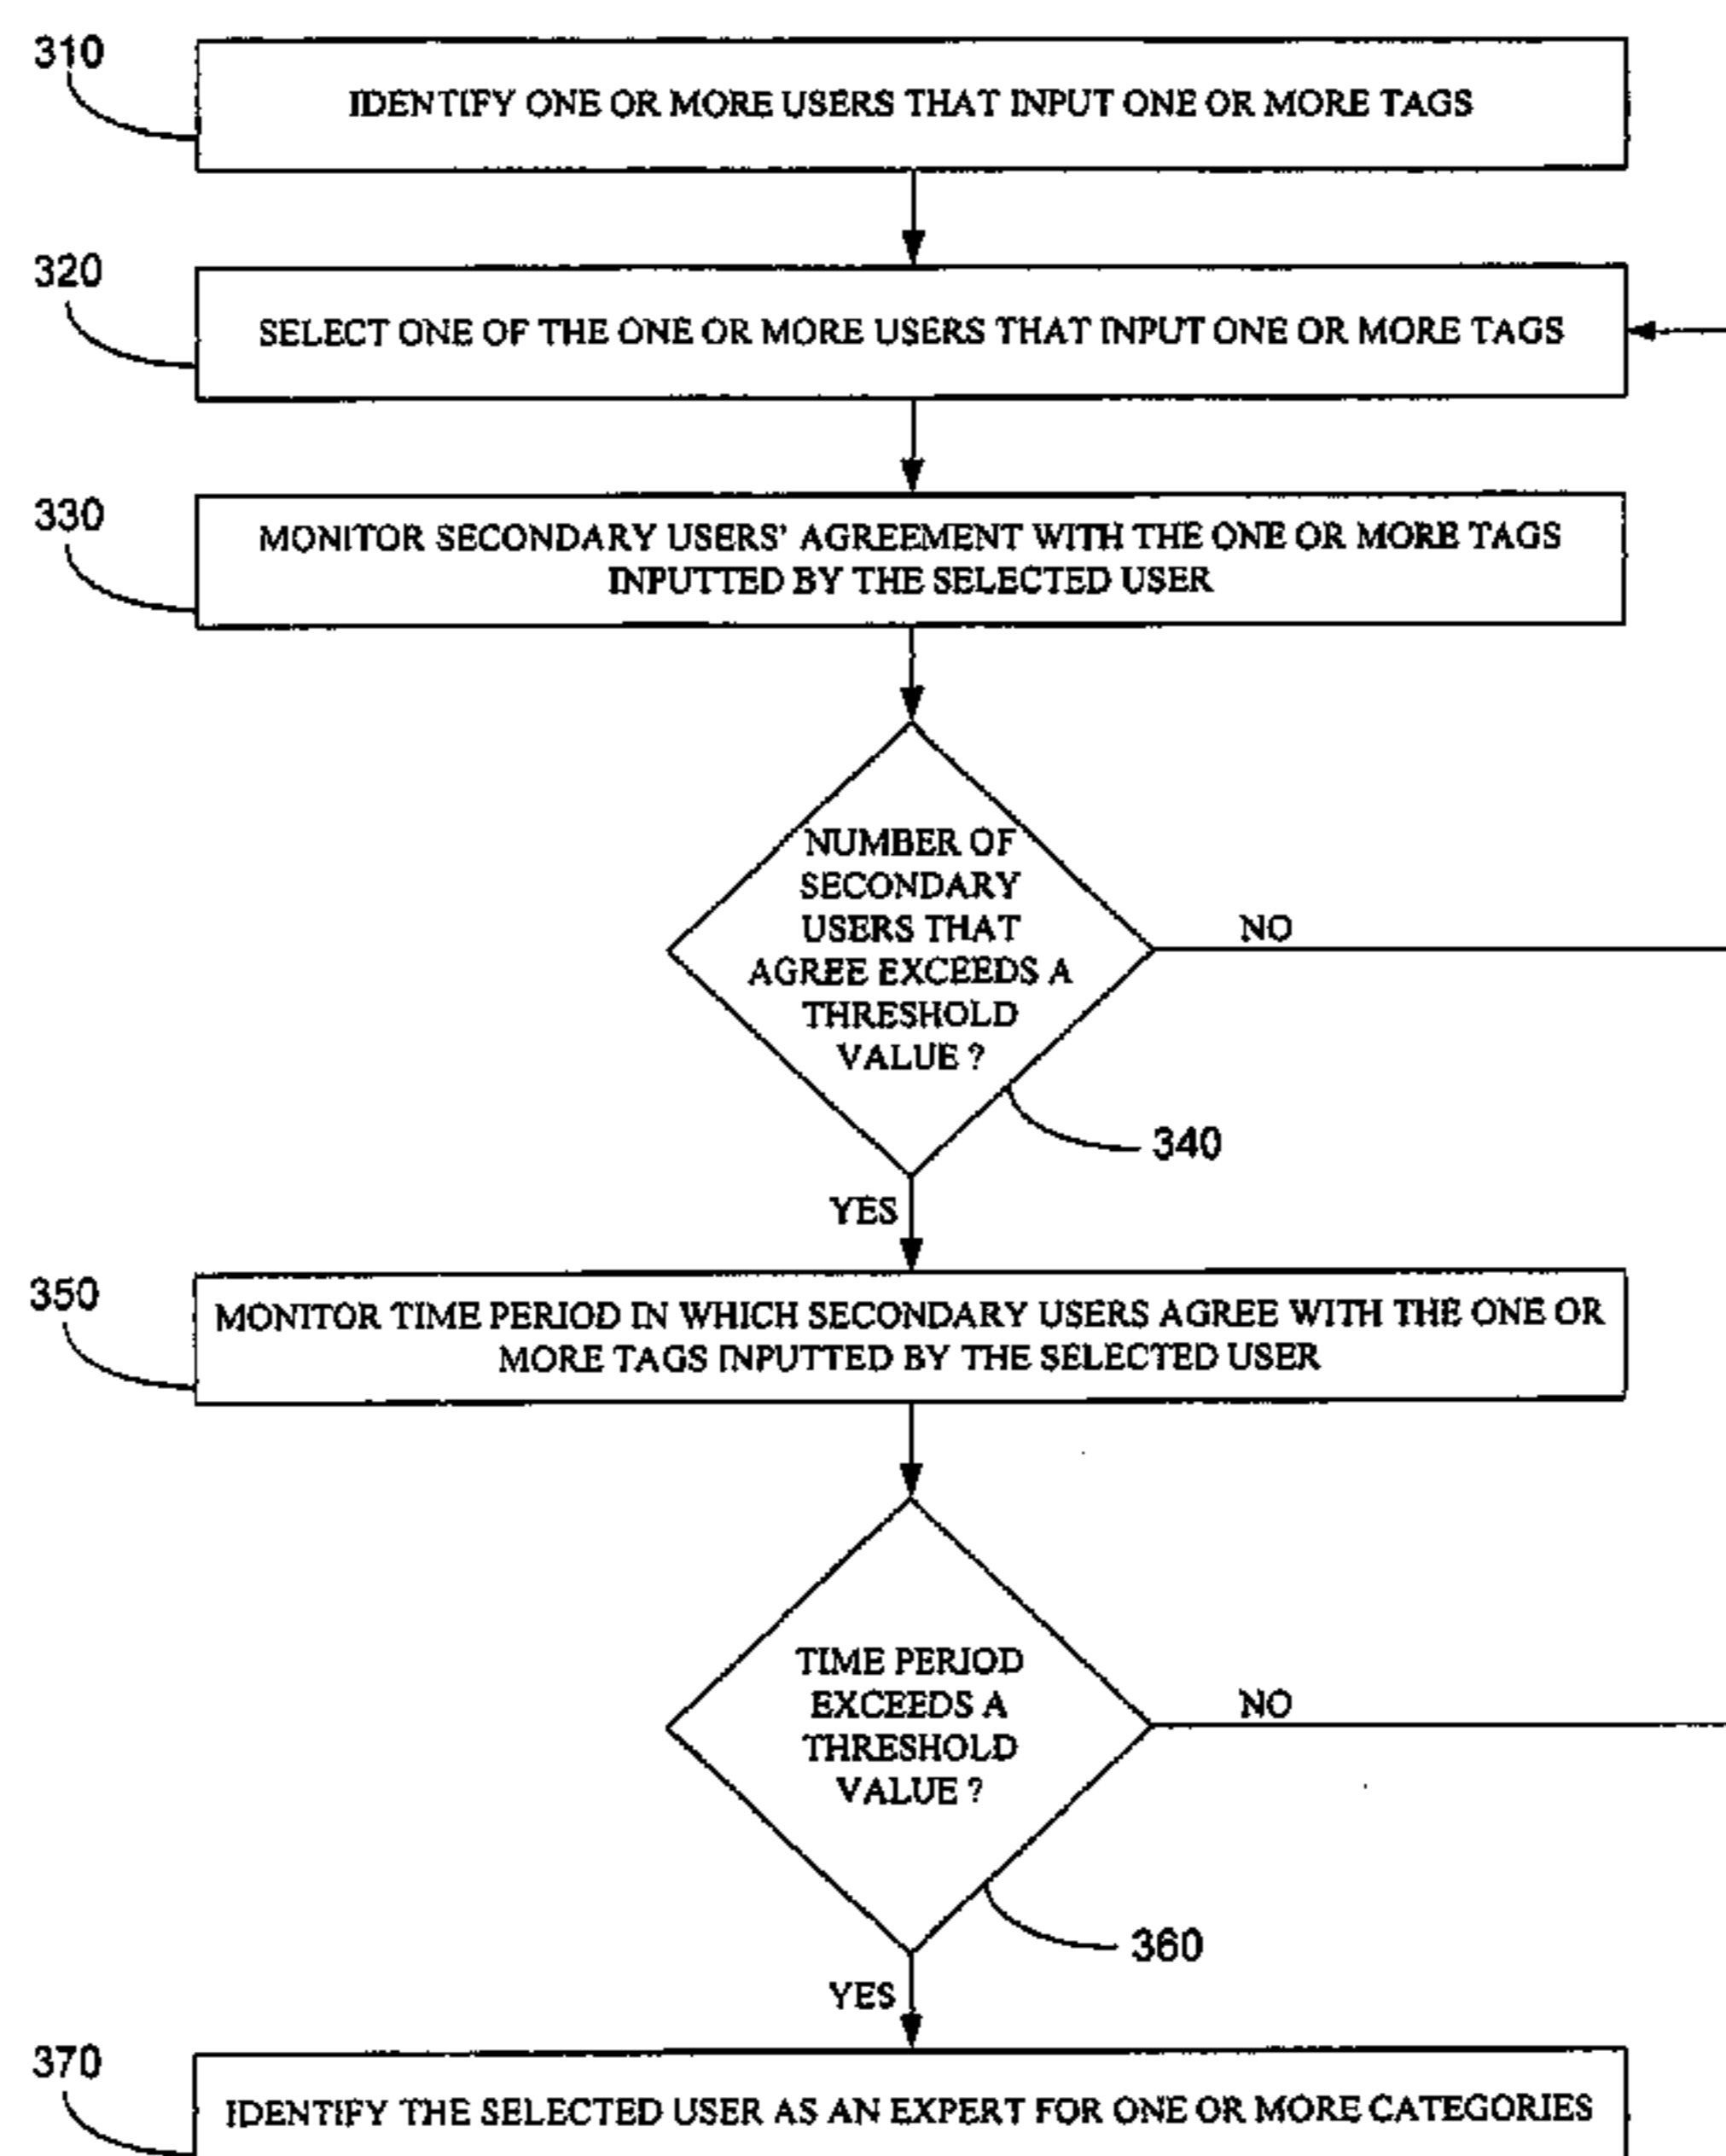 310
IDENTIFY ONE OR MORE USERS THAT INPUT ONE OR MORE TAGS
320
SELECT ONE OF THE ONE OR MORE USERS THAT INPUT ONE OR MORE TAGS
330
MONITOR SECONDARY USERS' AGREEMENT WITH THE ONE OR MORE TAGS
INPUTTED BY THE SELECTED USER
NUMBER OF
SECONDARY
USERS THAT
AGREE EXCEEDS A
THRESHOLD
VALUE ?
NO
340
YES
350
MONITOR TIME PERIOD IN WHICH SECONDARY USERS AGREE WITH THE ONE OR
MORE TAGS INPUTTED BY THE SELECTED USER
TIME PERIOD
EXCEEDS A
THRESHOLD
VALUE ?
NO
360
YES
370
IDENTIFY THE SELECTED USER AS AN EXPERT FOR ONE OR MORE CATEGORIES